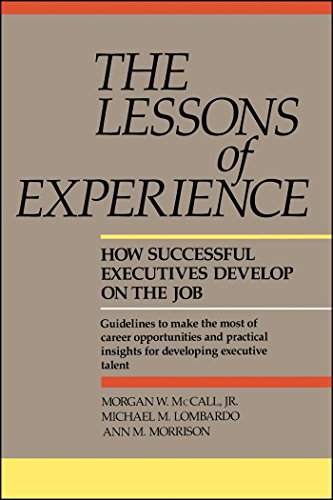 THE
LESSONS
of
EXPERIENCE
HOW SUCCESSFUL
EXECUTIVES DEVELOP
ON THE JOB
Guidelines to make the most of
career opportunities and practical
insights for developing executive
talent
MORGAN W. McCALL, JR.
MICHAEL M. LOMBARDO
ANN M. MORRISON